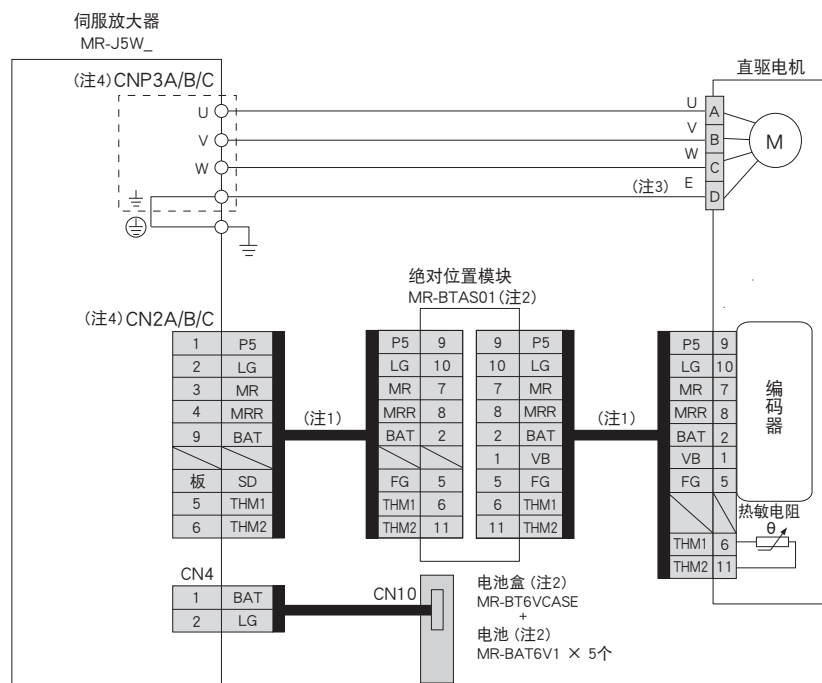 伺服放大器
MR-J5W_
(注4) CNP3A/B/C
U
V
W
直驱电机
U A
V B
W C
(注3) E D
M
绝对位置模块
MR-BTAS01(注2)
(注4) CN2A/B/C
1 P5
2 LG
3 MR
4 MRR
9 BAT
板 SD
5 THM1
6 THM2
(注1)
P5 9
LG 10
MR 7
MRR 8
BAT 2
FG 5
THM1 6
THM2 11
9 P5
10 LG
7 MR
8 MRR
2 BAT
1 VB
5 FG
6 THM1
11 THM2
(注1)
P5 9
LG 10
MR 7
MRR 8
BAT 2
VB 1
FG 5
THM1 6
THM2 11
编码器
热敏电阻
θ
CN4
1 BAT
2 LG
CN10
电池盒 (注2)
MR-BT6VCASE
+
电池 (注2)
MR-BAT6V1 × 5个